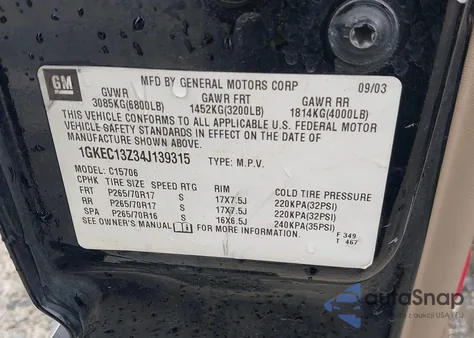 GM
MFD BY GENERAL MOTORS CORP 09/03
GVWR GAWR FRT GAWR RR
3085KG(6800LB) 1452KG(3200LB) 1814KG(4000LB)
THIS VEHICLE CONFORMS TO ALL APPLICABLE U.S. FEDERAL MOTOR
VEHICLE SAFETY STANDARDS IN EFFECT ON THE DATE OF
MANUFACTURE SHOWN ABOVE.
1GKEC13Z34J139315 TYPE: M.P.V.
MODEL: C15706
CPHK TIRE SIZE SPEED RTG RIM COLD TIRE PRESSURE
FRT P265/70R17 S 17X7.5J 220KPA(32PSI)
RR P265/70R17 S 17X7.5J 220KPA(32PSI)
SPA P265/70R16 S 16X6.5J 240KPA(35PSI)
SEE OWNER'S MANUAL FOR MORE INFORMATION.
F 349
T 467
autoSnap
z aukcji USA i EU